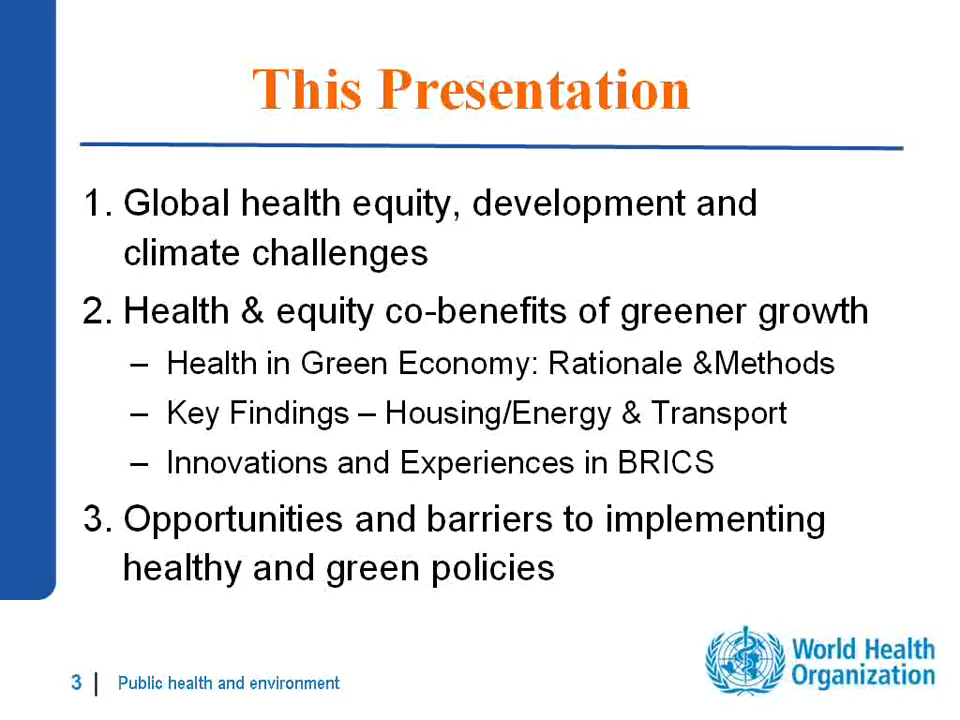 This Presentation
1. Global health equity, development and
climate challenges
2. Health & equity co-benefits of greener growth
– Health in Green Economy: Rationale &Methods
– Key Findings – Housing/Energy & Transport
– Innovations and Experiences in BRICS
3. Opportunities and barriers to implementing
healthy and green policies
3 | Public health and environment
World Health
Organization